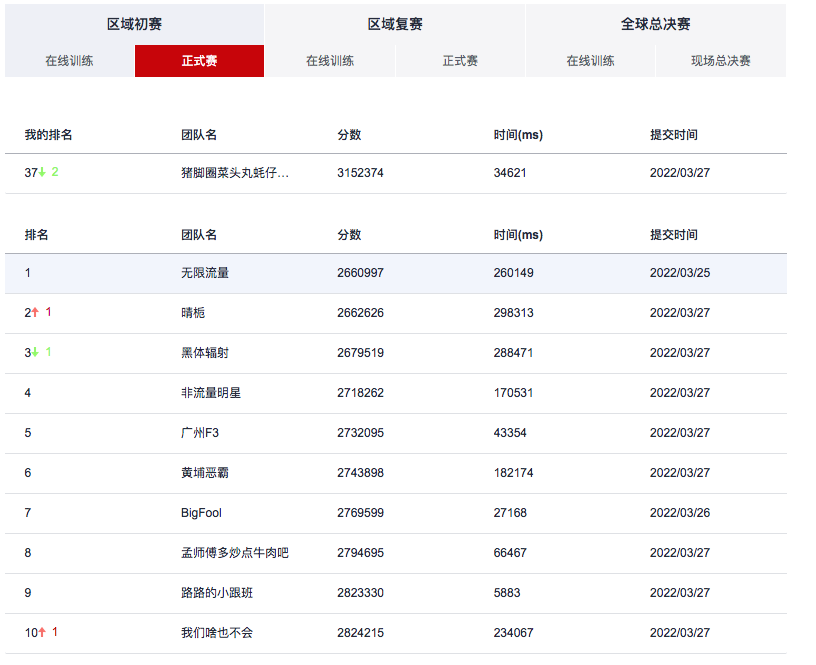 区域初赛 区域复赛 全球总决赛
在线训练 正式赛 在线训练 正式赛 在线训练 现场总决赛
我的排名 团队名 分数 时间(ms) 提交时间
37↓ 2 猪脚圈菜头丸蚝仔... 3152374 34621 2022/03/27
排名 团队名 分数 时间(ms) 提交时间
1 无限流量 2660997 260149 2022/03/25
2↑ 1 晴栀 2662626 298313 2022/03/27
3↓ 1 黑体辐射 2679519 288471 2022/03/27
4 非流量明星 2718262 170531 2022/03/27
5 广州F3 2732095 43354 2022/03/27
6 黄埔恶霸 2743898 182174 2022/03/27
7 BigFool 2769599 27168 2022/03/26
8 孟师傅多炒点牛肉吧 2794695 66467 2022/03/27
9 路路的小跟班 2823330 5883 2022/03/27
10↑ 1 我们啥也不会 2824215 234067 2022/03/27